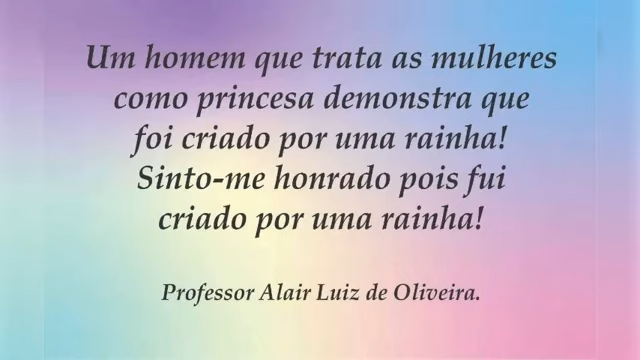 Um homem que trata as mulheres
como princesa demonstra que
foi criado por uma rainha!
Sinto-me honrado pois fui
criado por uma rainha!
Professor Alair Luiz de Oliveira.